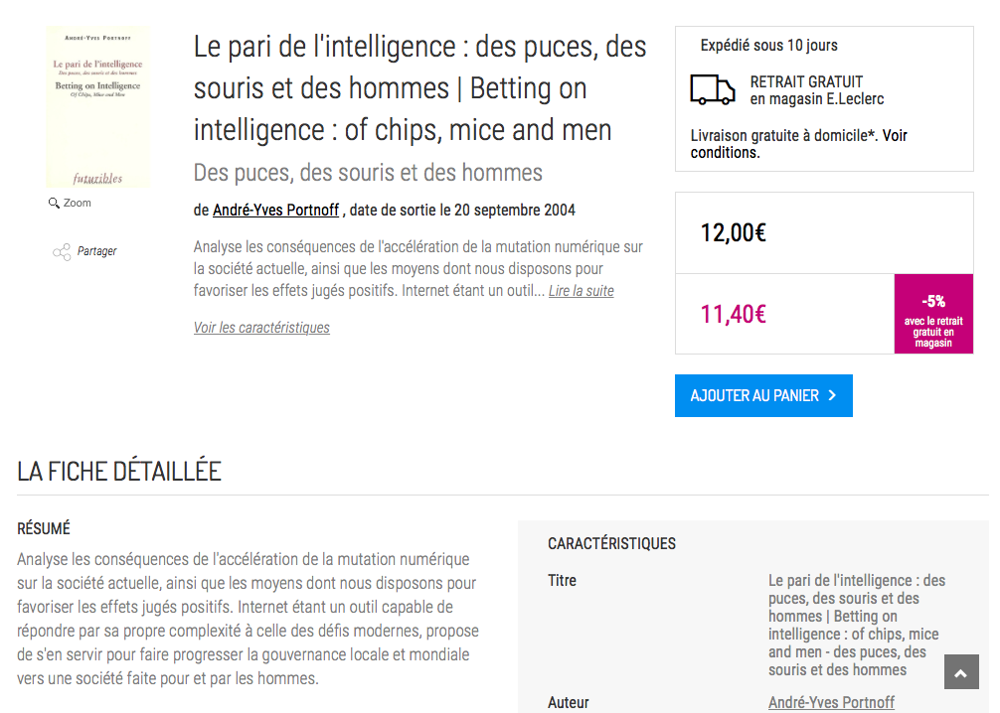 ANDRÉ-YVES PORTNOFF
Le pari de l'intelligence
Des puces, des souris et des hommes
Betting on Intelligence
Of Chips, Mice and Men
futuribles
Zoom
Partager
Le pari de l'intelligence : des puces, des
souris et des hommes | Betting on
intelligence : of chips, mice and men
Des puces, des souris et des hommes
de André-Yves Portnoff , date de sortie le 20 septembre 2004
Analyse les conséquences de l'accélération de la mutation numérique sur
la société actuelle, ainsi que les moyens dont nous disposons pour
favoriser les effets jugés positifs. Internet étant un outil... Lire la suite
Voir les caractéristiques
Expédié sous 10 jours
RETRAIT GRATUIT
en magasin E.Leclerc
Livraison gratuite à domicile*. Voir
conditions.
12,00€
11,40€
-5%
avec le retrait
gratuit en
magasin
AJOUTER AU PANIER
LA FICHE DÉTAILLÉE
RÉSUMÉ
Analyse les conséquences de l'accélération de la mutation numérique
sur la société actuelle, ainsi que les moyens dont nous disposons pour
favoriser les effets jugés positifs. Internet étant un outil capable de
répondre par sa propre complexité à celle des défis modernes, propose
de s'en servir pour faire progresser la gouvernance locale et mondiale
vers une société faite pour et par les hommes.
CARACTÉRISTIQUES
Titre
Le pari de l'intelligence : des
puces, des souris et des
hommes | Betting on
intelligence : of chips, mice
and men - des puces, des
souris et des hommes
Auteur
André-Yves Portnoff